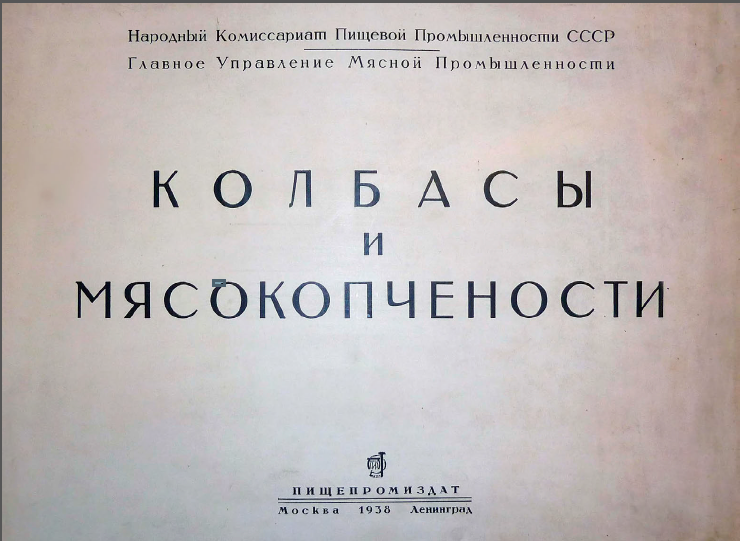 Народный Комиссариат Пищевой Промышленности СССР
Главное Управление Мясной Промышленности
КОЛБАСЫ
И
МЯСОКОПЧЕНОСТИ
ПИЩЕПРОМИЗДАТ
Москва 1938 Ленинград